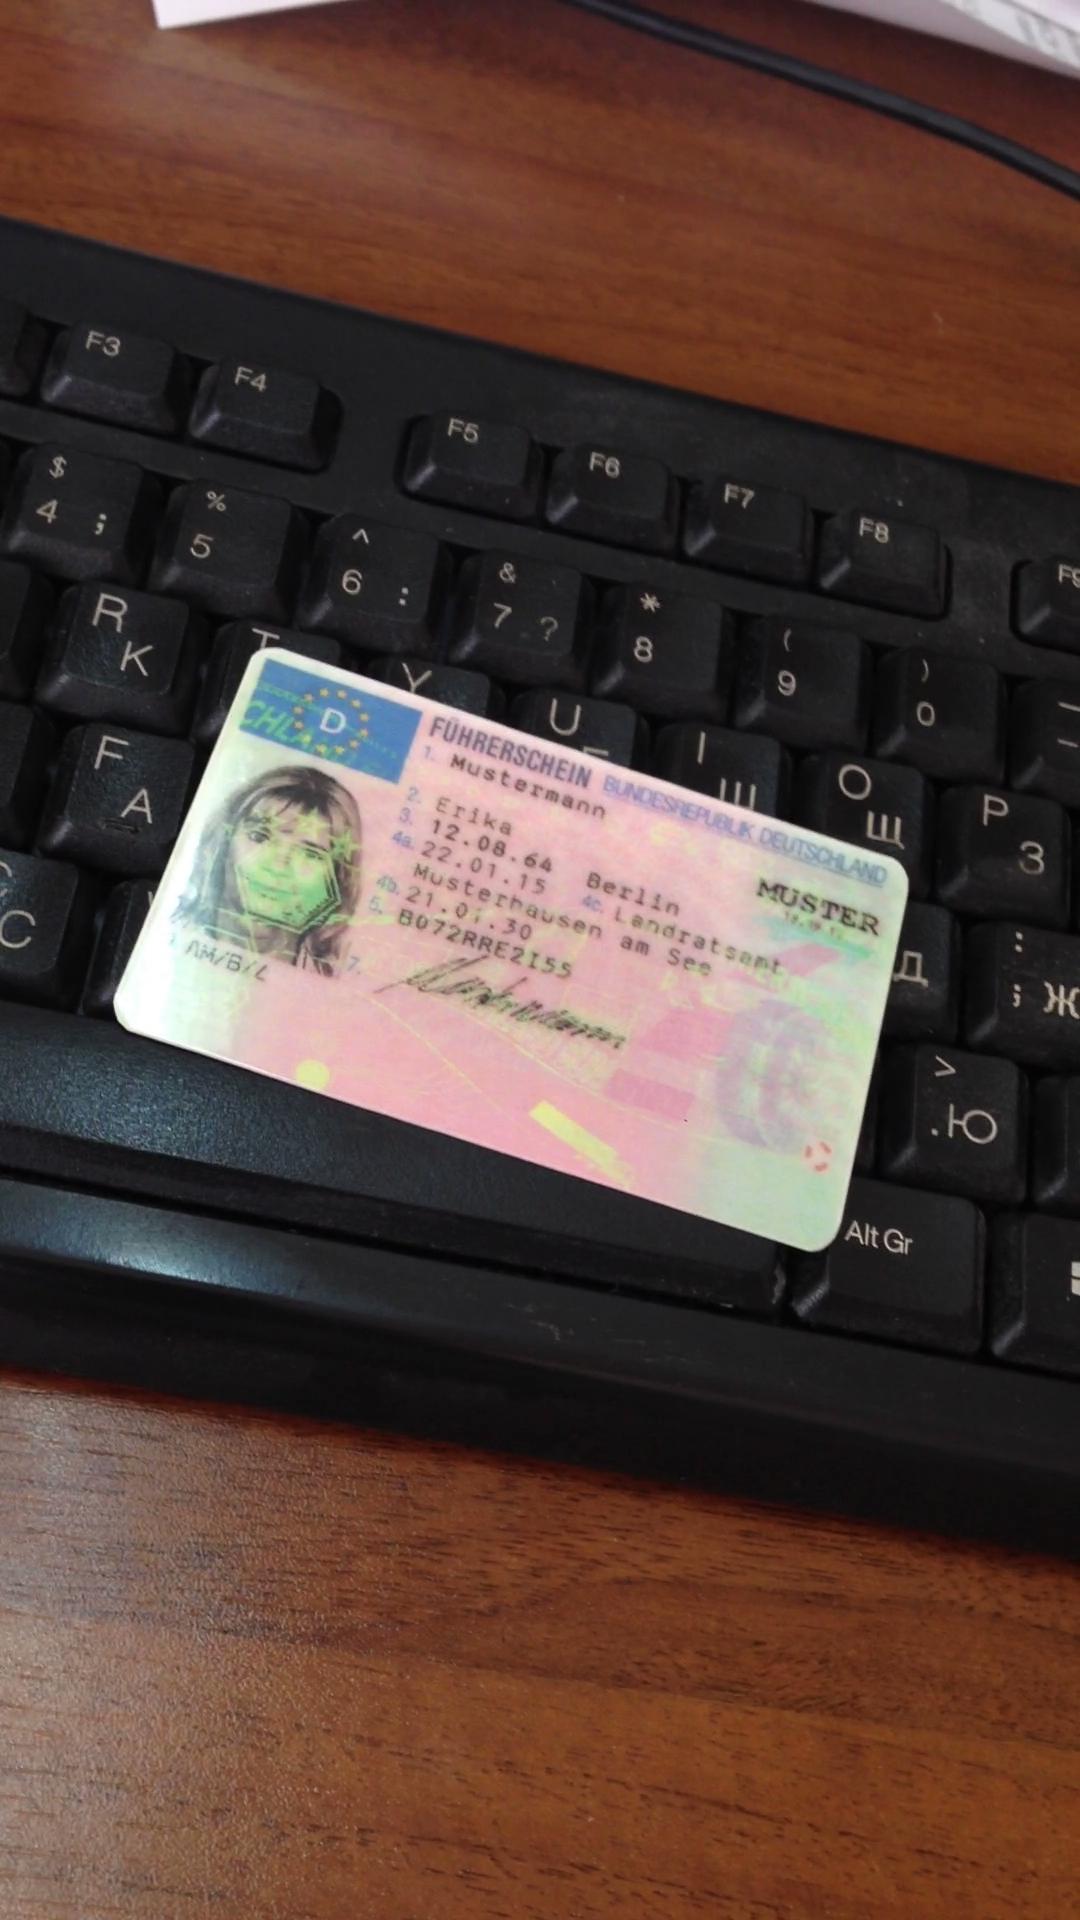 F3 F4 F5 F6 F7 F8 F9
$ % ^ & * ( )
4 ; 5 6 : 7 ? 8 9 0
R K T Y U I Ш O Щ P З
F А
С
Д : ; Ж
> . Ю
Alt Gr
D
FÜHRERSCHEIN BUNDESREPUBLIK DEUTSCHLAND
1. Mustermann
2. Erika
3. 12.08.64 Berlin
MUSTER
4a. 22.01.15 4c. Landratsamt
Musterhausen am See
4b. 21.01.30
5. B072RRE2I55
7.
AM/B/L